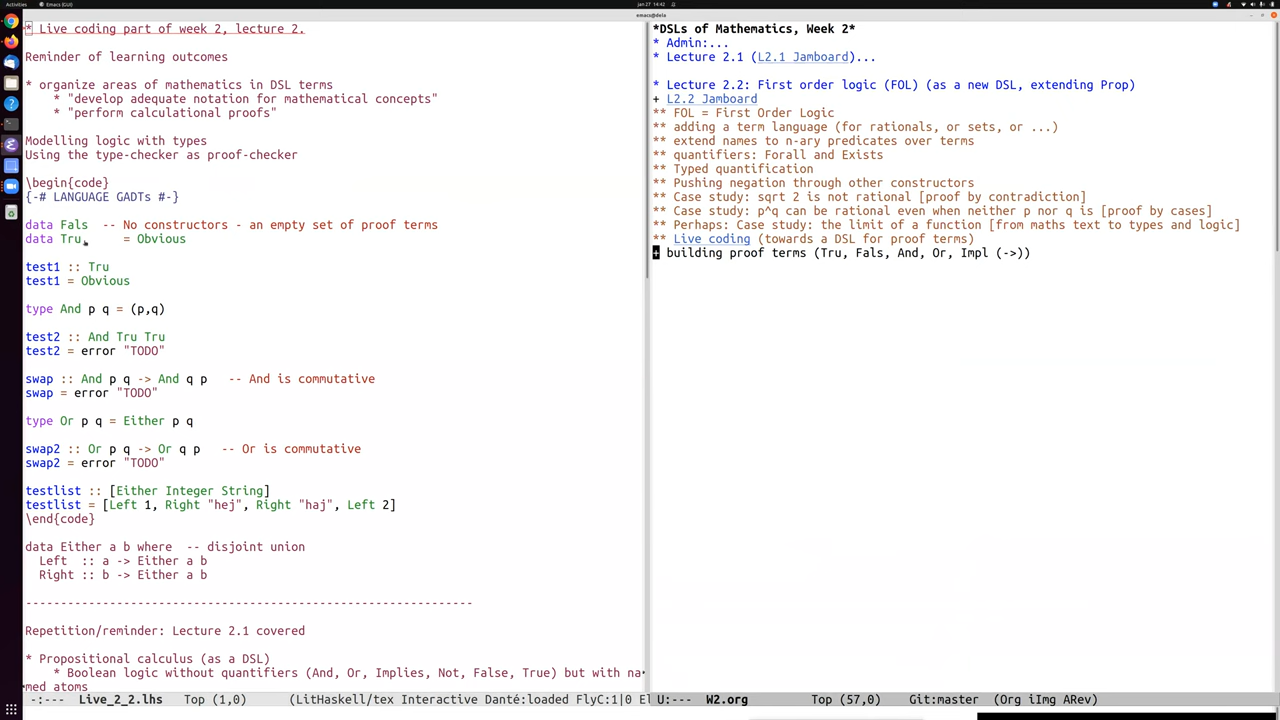 Activities
Emacs (GUI)
jan 27 14:42
emacs@dela
* Live coding part of week 2, lecture 2.
Reminder of learning outcomes
* organize areas of mathematics in DSL terms
* "develop adequate notation for mathematical concepts"
* "perform calculational proofs"
Modelling logic with types
Using the type-checker as proof-checker
\begin{code}
{-# LANGUAGE GADTs #-}
data Fals -- No constructors - an empty set of proof terms
data Tru = Obvious
test1 :: Tru
test1 = Obvious
type And p q = (p,q)
test2 :: And Tru Tru
test2 = error "TODO"
swap :: And p q -> And q p -- And is commutative
swap = error "TODO"
type Or p q = Either p q
swap2 :: Or p q -> Or q p -- Or is commutative
swap2 = error "TODO"
testlist :: [Either Integer String]
testlist = [Left 1, Right "hej", Right "haj", Left 2]
\end{code}
data Either a b where -- disjoint union
Left :: a -> Either a b
Right :: b -> Either a b
------------------------------------------------------------------
Repetition/reminder: Lecture 2.1 covered
* Propositional calculus (as a DSL)
* Boolean logic without quantifiers (And, Or, Implies, Not, False, True) but with na
med atoms
-:--- Live_2_2.lhs Top (1,0) (LitHaskell/tex Interactive Danté:loaded FlyC:1|0 El
*DSLs of Mathematics, Week 2*
* Admin:...
* Lecture 2.1 (L2.1 Jamboard)...
* Lecture 2.2: First order logic (FOL) (as a new DSL, extending Prop)
+ L2.2 Jamboard
** FOL = First Order Logic
** adding a term language (for rationals, or sets, or ...)
** extend names to n-ary predicates over terms
** quantifiers: Forall and Exists
** Typed quantification
** Pushing negation through other constructors
** Case study: sqrt 2 is not rational [proof by contradiction]
** Case study: p^q can be rational even when neither p nor q is [proof by cases]
** Perhaps: Case study: the limit of a function [from maths text to types and logic]
** Live coding (towards a DSL for proof terms)
+ building proof terms (Tru, Fals, And, Or, Impl (->))
U:--- W2.org Top (57,0) Git:master (Org iImg ARev)